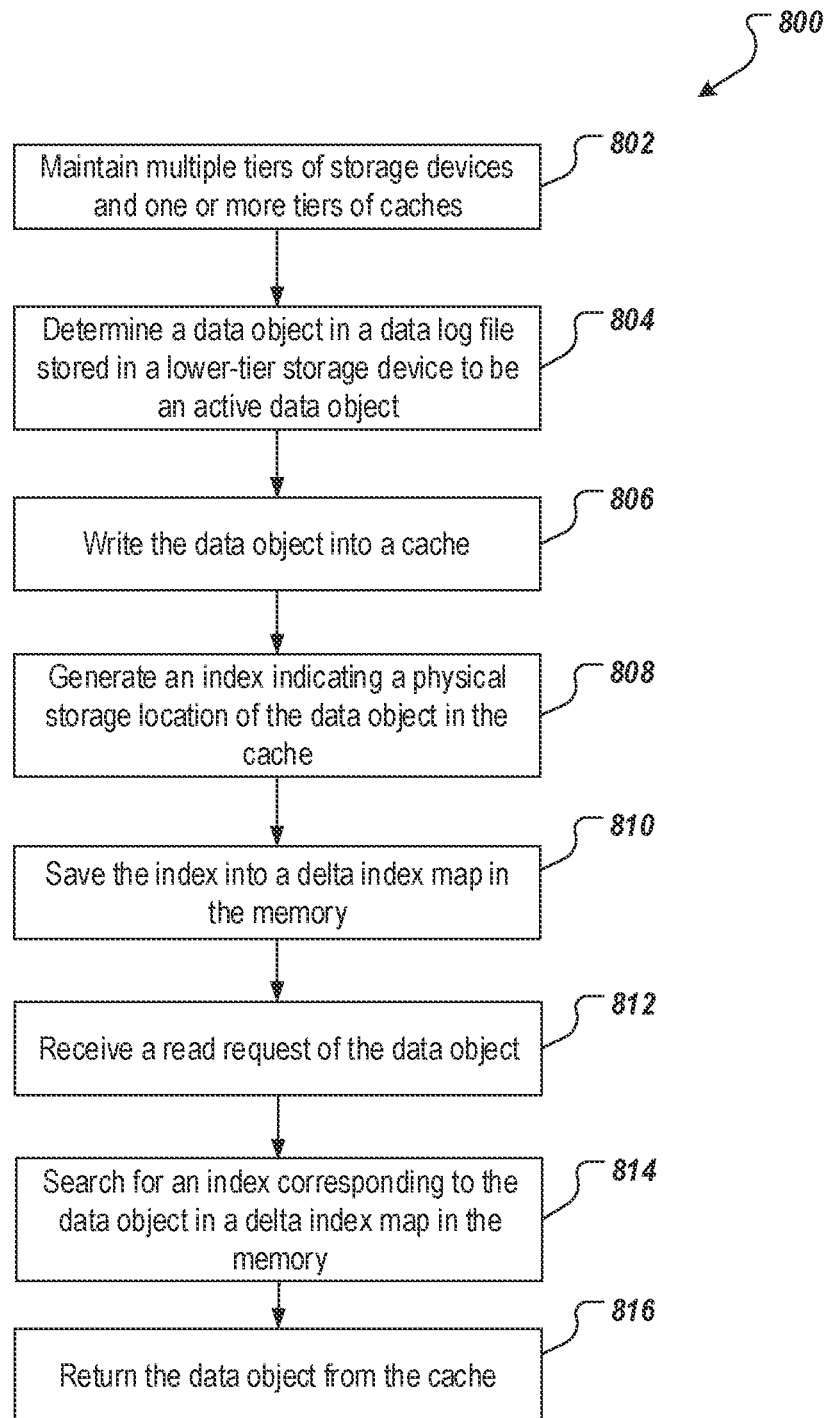 800
802
Maintain multiple tiers of storage devices
and one or more tiers of caches
804
Determine a data object in a data log file
stored in a lower-tier storage device to be
an active data object
806
Write the data object into a cache
808
Generate an index indicating a physical
storage location of the data object in the
cache
810
Save the index into a delta index map in
the memory
812
Receive a read request of the data object
814
Search for an index corresponding to the
data object in a delta index map in the
memory
816
Return the data object from the cache